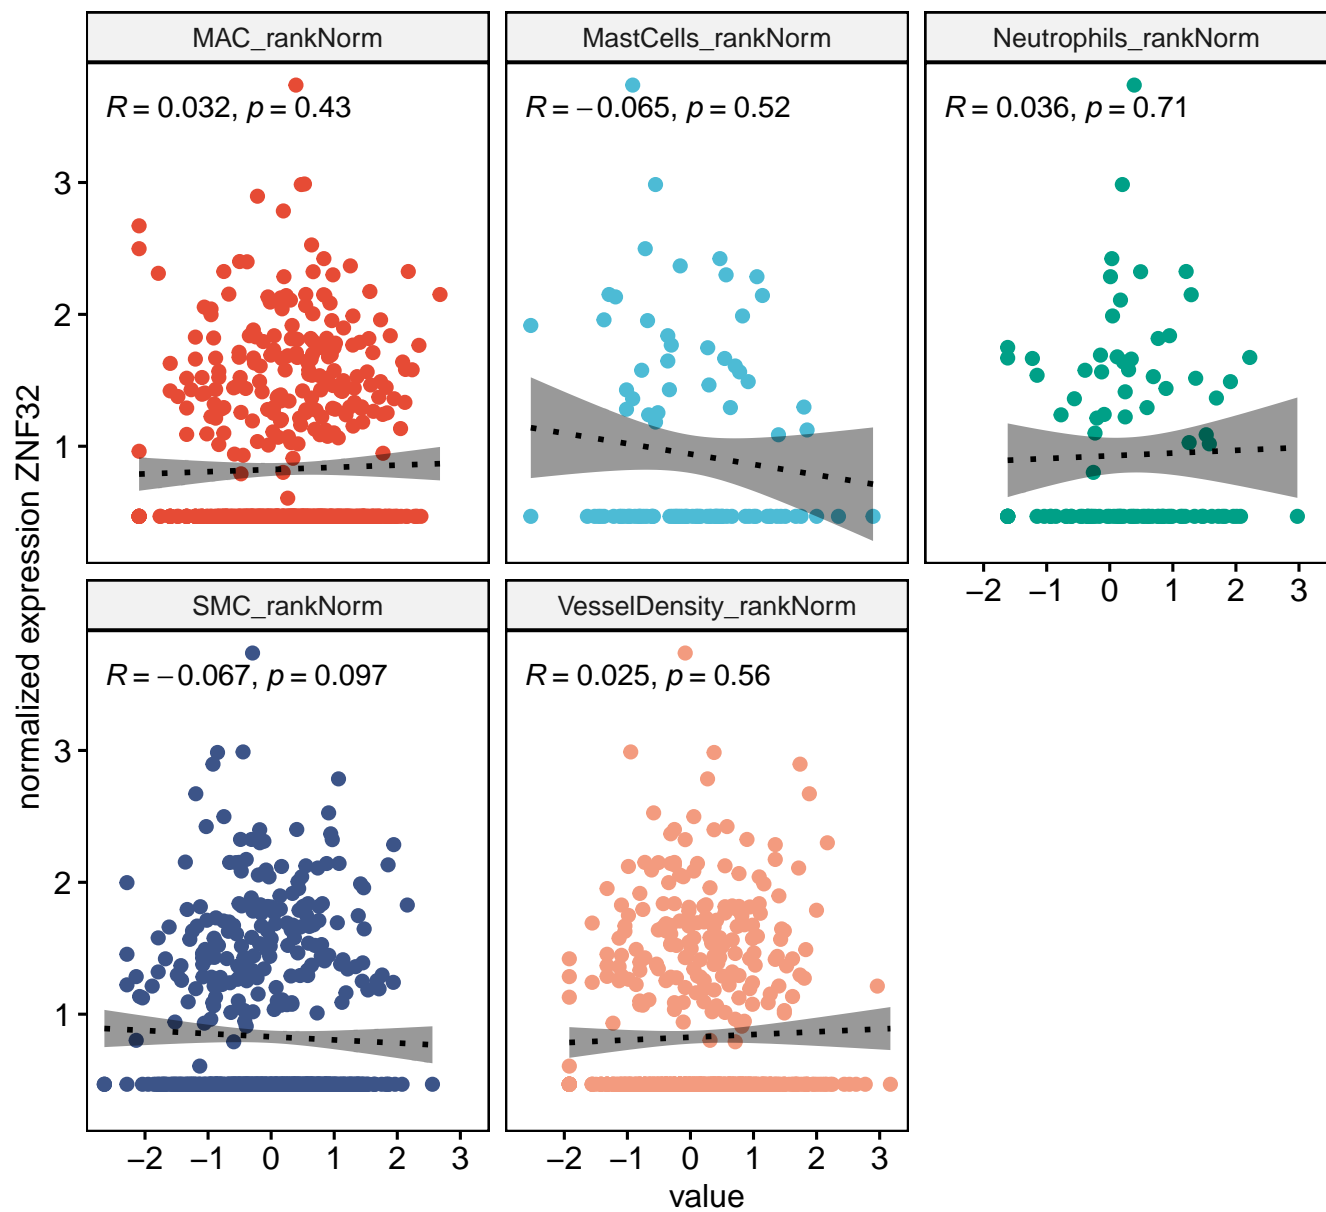 MAC_rankNorm
MastCells_rankNorm
Neutrophils_rankNorm
R = 0.032, p = 0.43
R = −0.065, p = 0.52
R = 0.036, p = 0.71
3
2
1
−2 −1 0 1 2 3
SMC_rankNorm
VesselDensity_rankNorm
R = −0.067, p = 0.097
R = 0.025, p = 0.56
3
2
1
−2 −1 0 1 2 3
−2 −1 0 1 2 3
value
normalized expression ZNF32